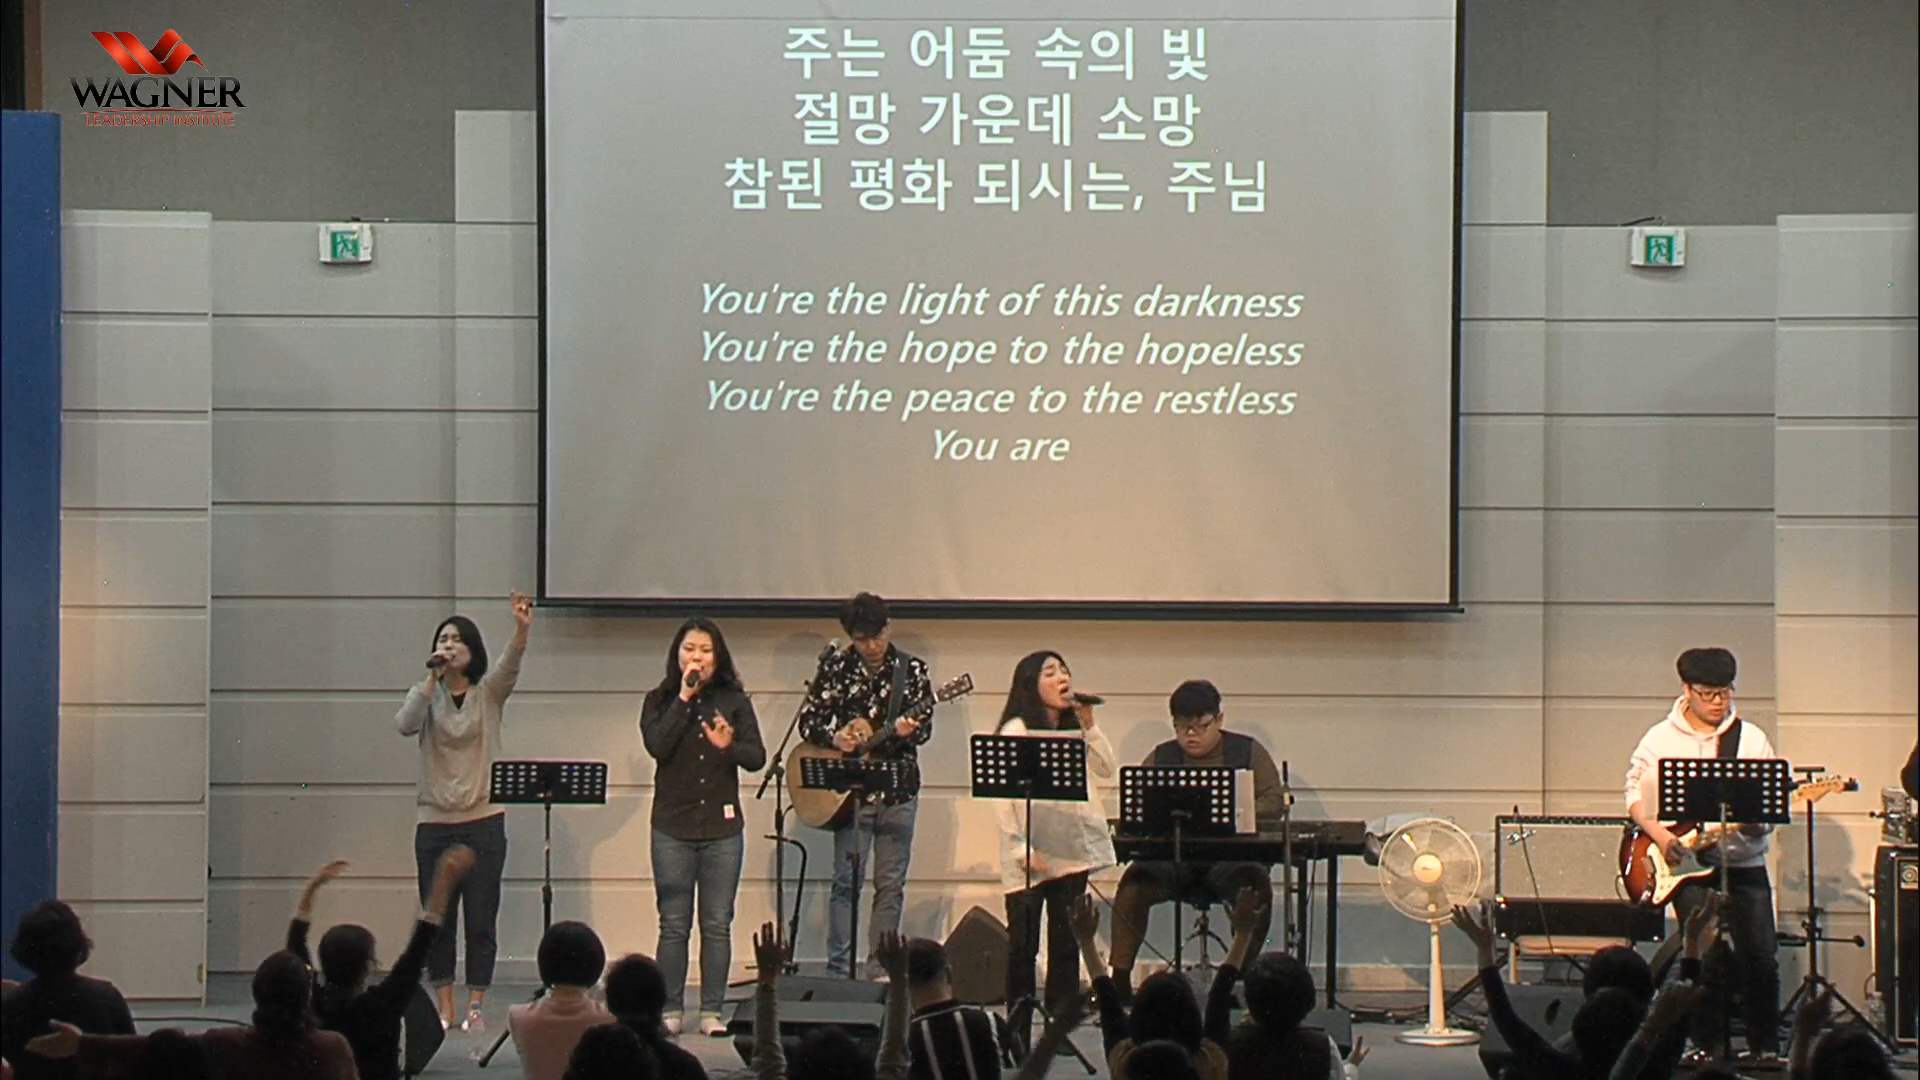 WAGNER
LEADERSHIP INSTITUTE
주는 어둠 속의 빛
절망 가운데 소망
참된 평화 되시는, 주님
You're the light of this darkness
You're the hope to the hopeless
You're the peace to the restless
You are